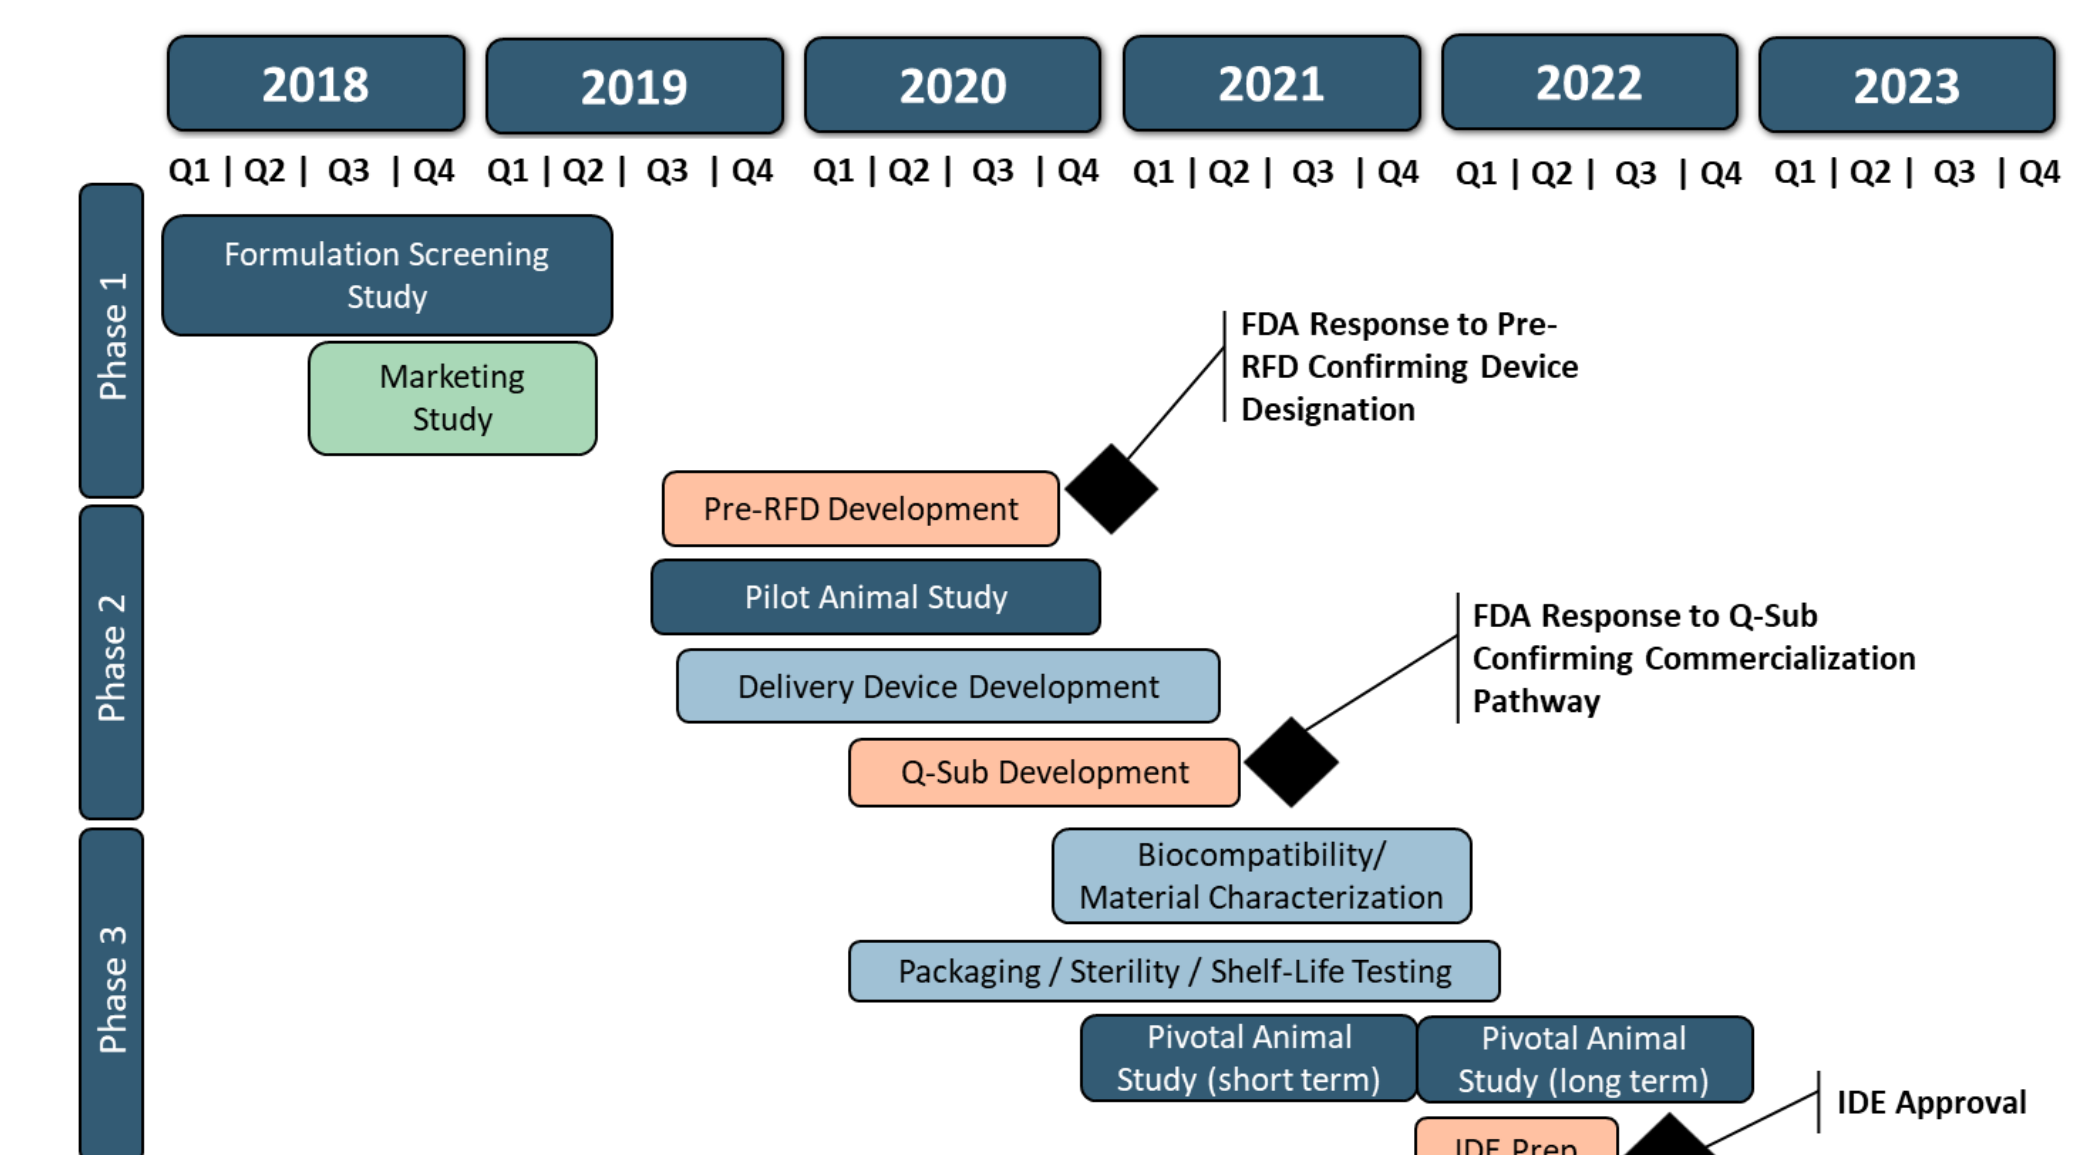 2018 2019 2020 2021 2022 2023
Q1 | Q2 | Q3 | Q4 Q1 | Q2 | Q3 | Q4 Q1 | Q2 | Q3 | Q4 Q1 | Q2 | Q3 | Q4 Q1 | Q2 | Q3 | Q4 Q1 | Q2 | Q3 | Q4
Phase 1
Formulation Screening
Study
Marketing
Study
FDA Response to Pre-
RFD Confirming Device
Designation
Pre-RFD Development
Phase 2
Pilot Animal Study
Delivery Device Development
FDA Response to Q-Sub
Confirming Commercialization
Pathway
Q-Sub Development
Phase 3
Biocompatibility/
Material Characterization
Packaging / Sterility / Shelf-Life Testing
Pivotal Animal
Study (short term)
Pivotal Animal
Study (long term)
IDE Approval
IDE Prep